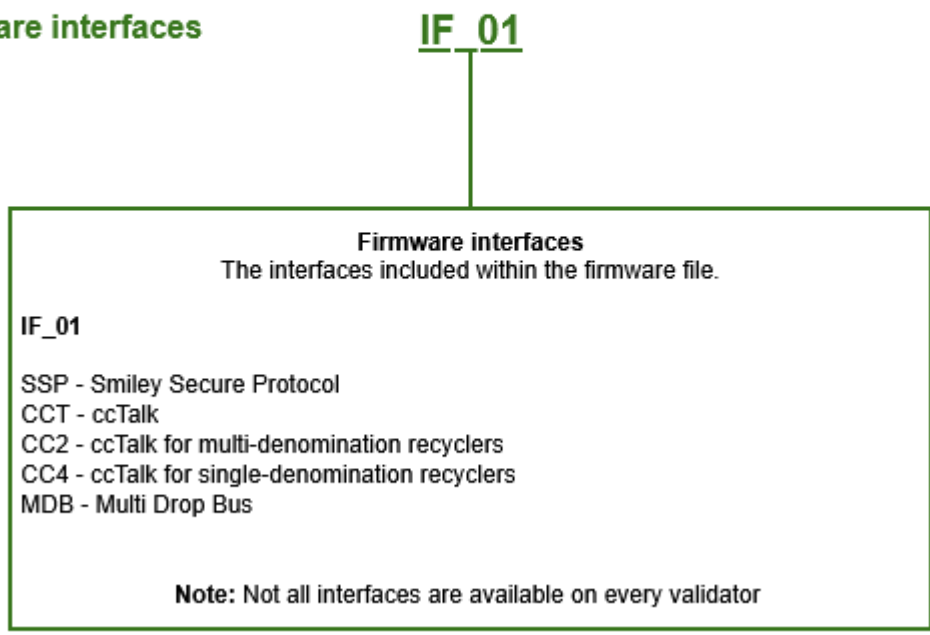 are interfaces
IF_01
Firmware interfaces
The interfaces included within the firmware file.
IF_01
SSP - Smiley Secure Protocol
CCT - ccTalk
CC2 - ccTalk for multi-denomination recyclers
CC4 - ccTalk for single-denomination recyclers
MDB - Multi Drop Bus
Note: Not all interfaces are available on every validator